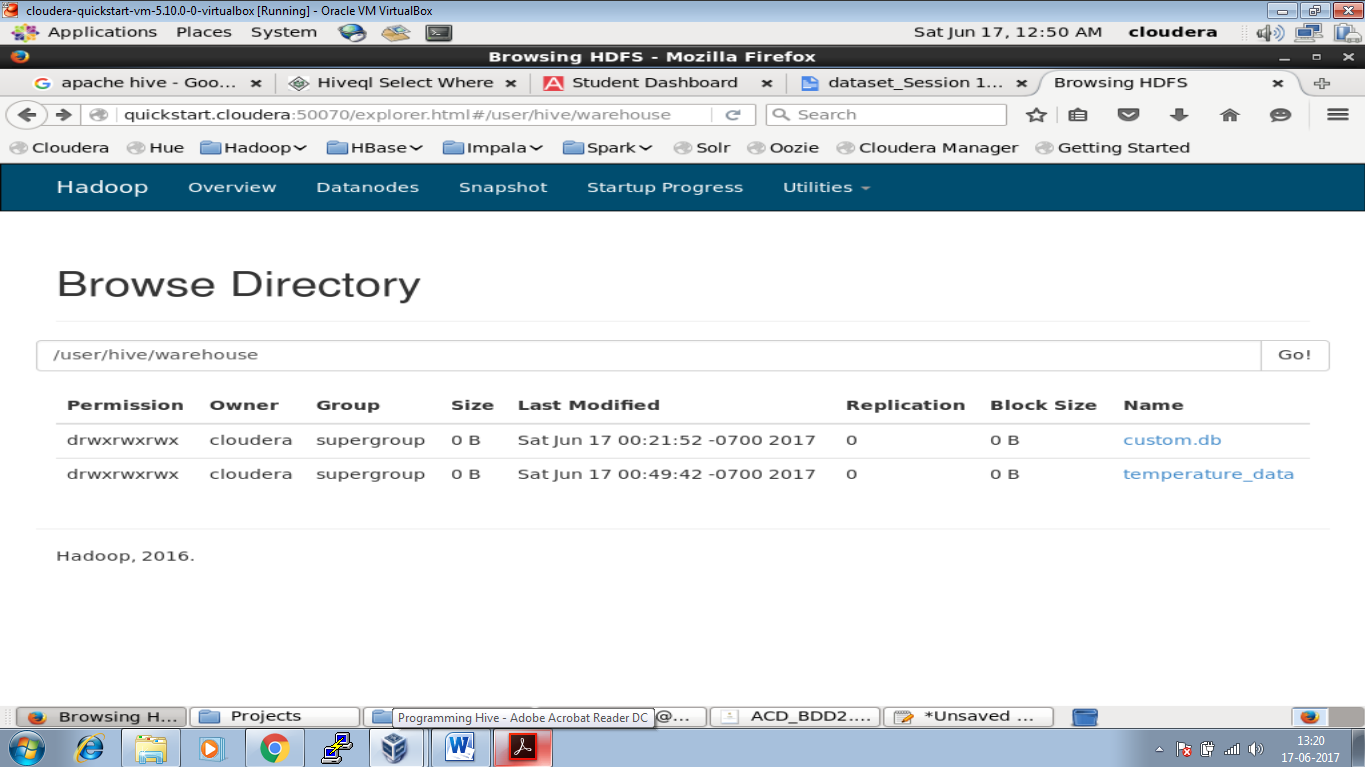 cloudera-quickstart-vm-5.10.0-0-virtualbox [Running] - Oracle VM VirtualBox
Applications Places System Sat Jun 17, 12:50 AM cloudera
Browsing HDFS - Mozilla Firefox
apache hive - Goo... Hiveql Select Where Student Dashboard dataset_Session 1... Browsing HDFS
quickstart.cloudera:50070/explorer.html#/user/hive/warehouse Search
Cloudera Hue Hadoop HBase Impala Spark Solr Oozie Cloudera Manager Getting Started
Hadoop Overview Datanodes Snapshot Startup Progress Utilities
Browse Directory
/user/hive/warehouse Go!
Permission Owner Group Size Last Modified Replication Block Size Name
drwxrwxrwx cloudera supergroup 0 B Sat Jun 17 00:21:52 -0700 2017 0 0 B custom.db
drwxrwxrwx cloudera supergroup 0 B Sat Jun 17 00:49:42 -0700 2017 0 0 B temperature_data
Hadoop, 2016.
Browsing H... Projects @... ACD_BDD2.... *Unsaved ...
Programming Hive - Adobe Acrobat Reader DC
13:20
17-06-2017